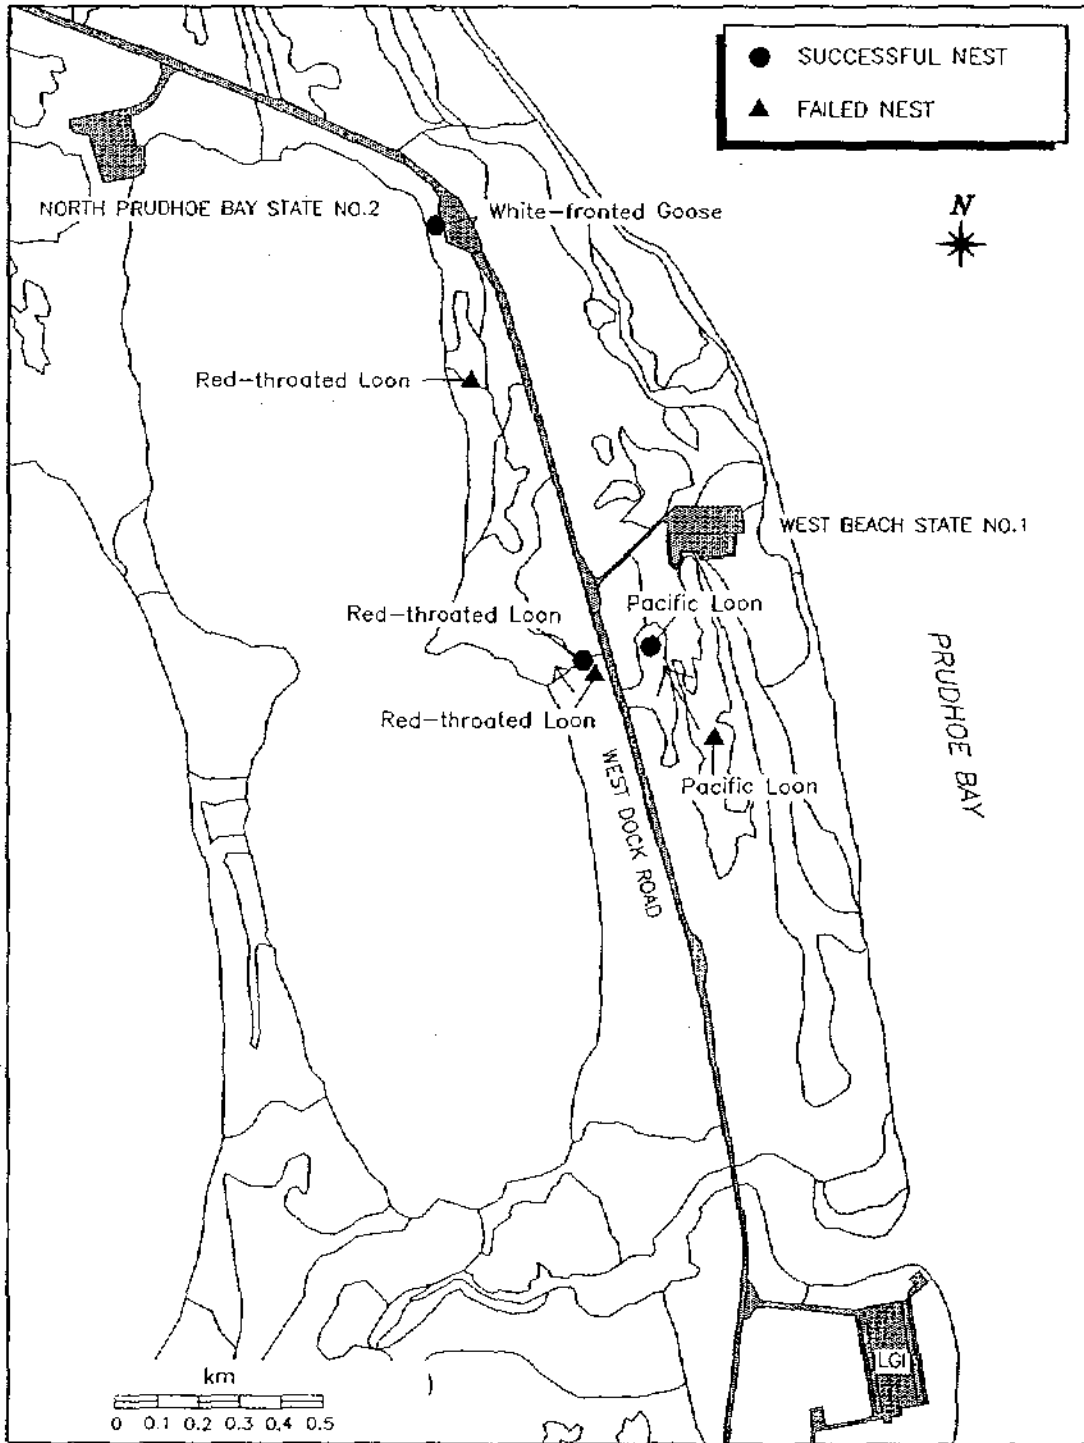 SUCCESSFUL NEST
FAILED NEST
N
NORTH PRUDHOE BAY STATE NO.2
White-fronted Goose
Red-throated Loon
WEST BEACH STATE NO.1
Red-throated Loon
Pacific Loon
Red-throated Loon
Pacific Loon
WEST DOCK ROAD
PRUDHOE BAY
LGI
km
0 0.1 0.2 0.3 0.4 0.5